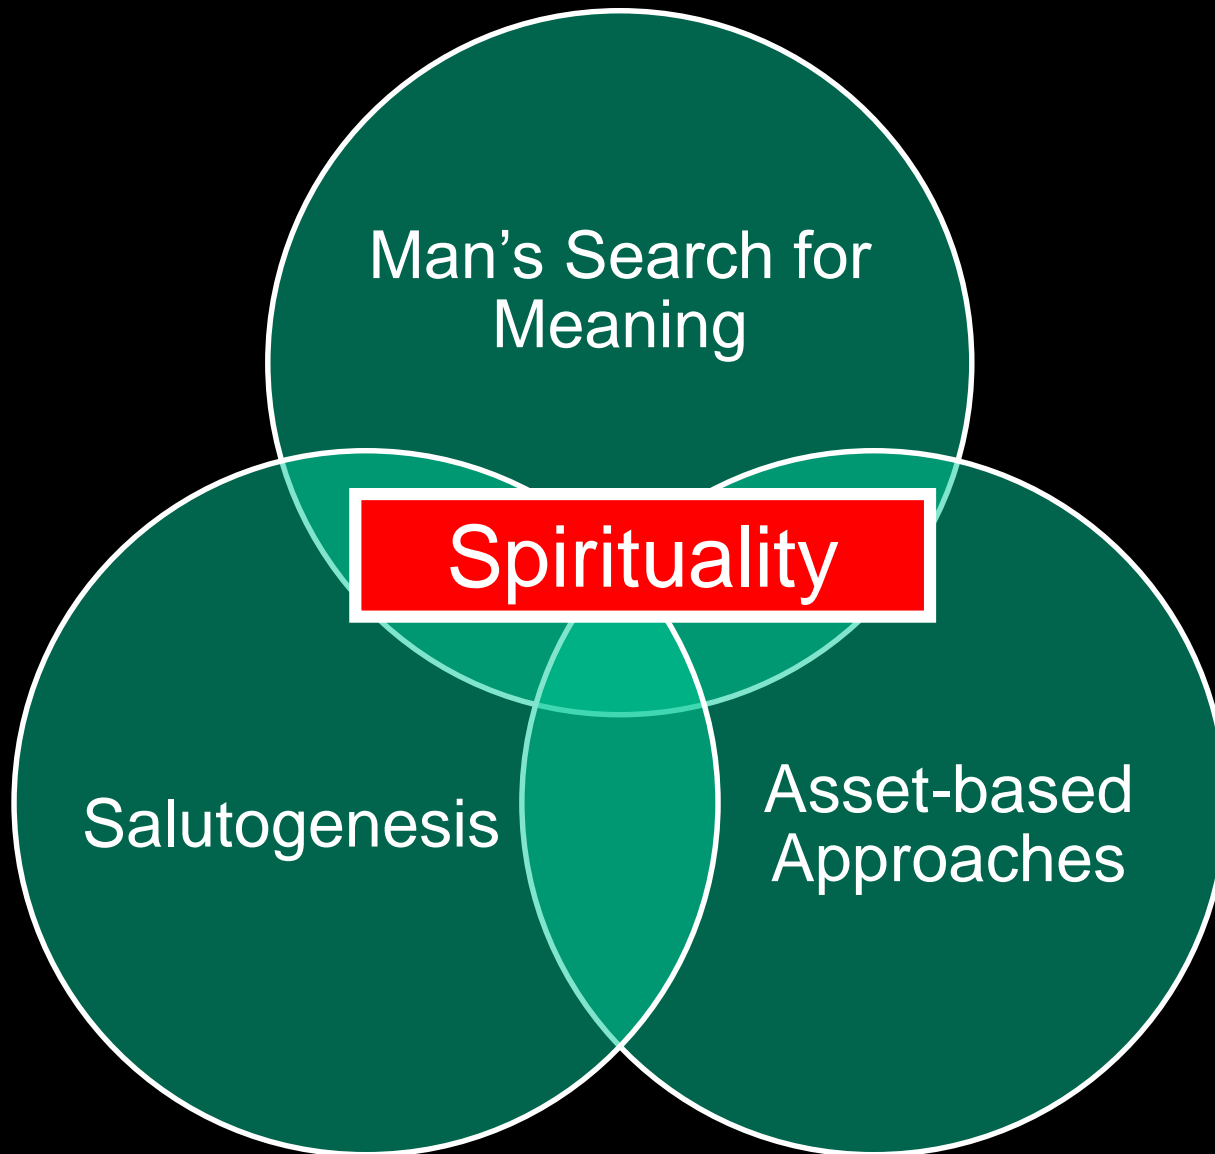 Man’s Search for
Meaning
Spirituality
Salutogenesis
Asset-based
Approaches